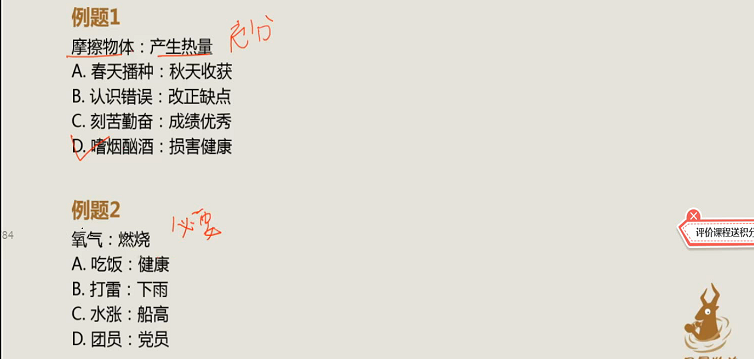 例题1
摩擦物体：产生热量 充分
A. 春天播种：秋天收获
B. 认识错误：改正缺点
C. 刻苦勤奋：成绩优秀
D. 嗜烟酗酒：损害健康
例题2
必要
84
氧气：燃烧
评价课程送积分
A. 吃饭：健康
B. 打雷：下雨
C. 水涨：船高
D. 团员：党员